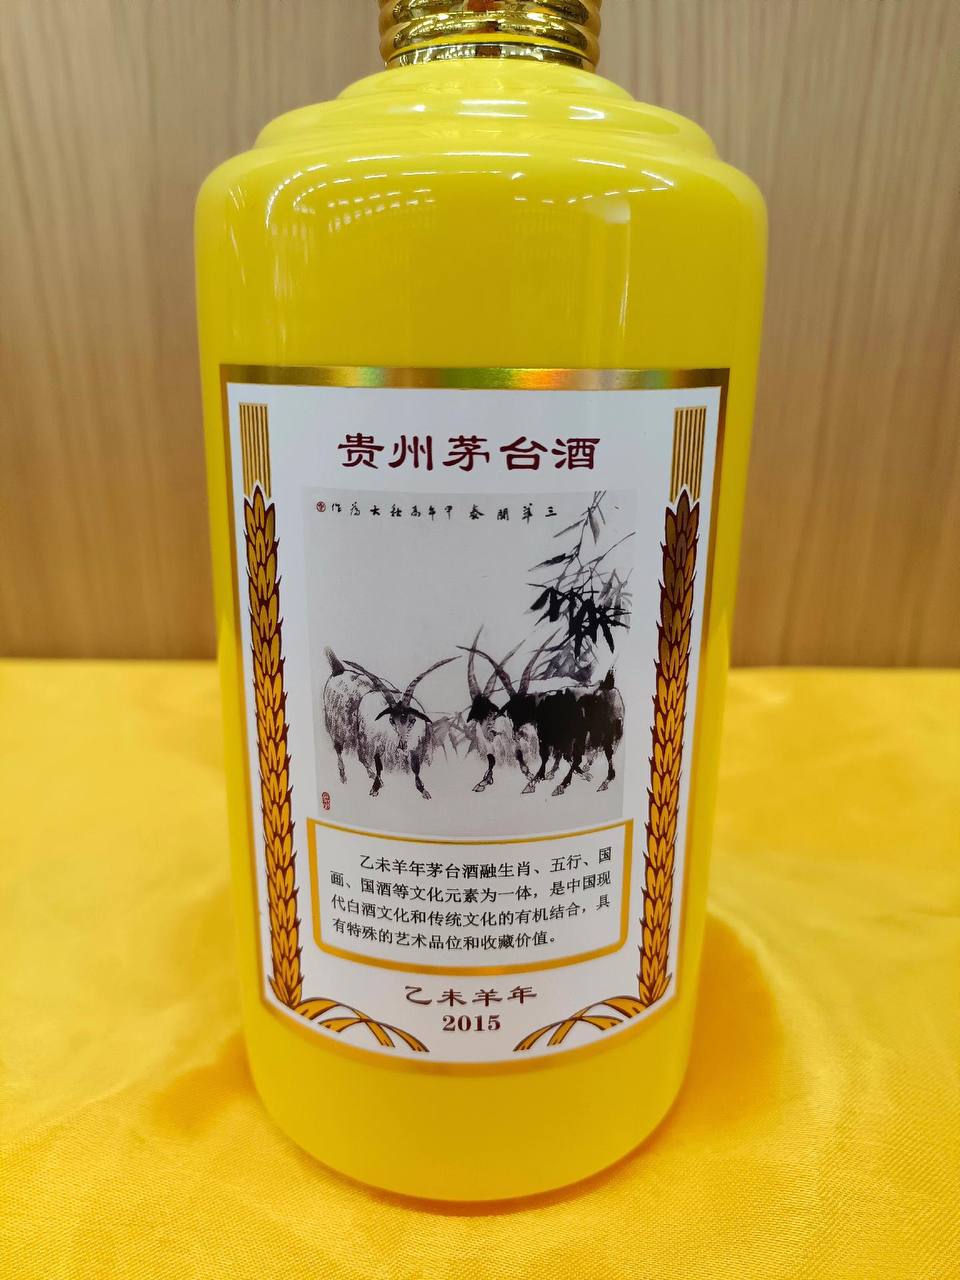 贵州茅台酒
三羊開泰 甲午高秋大為作
乙未羊年茅台酒融生肖、五行、国
画、国酒等文化元素为一体，是中国现
代白酒文化和传统文化的有机结合，具
有特殊的艺术品位和收藏价值。
乙未羊年
2015